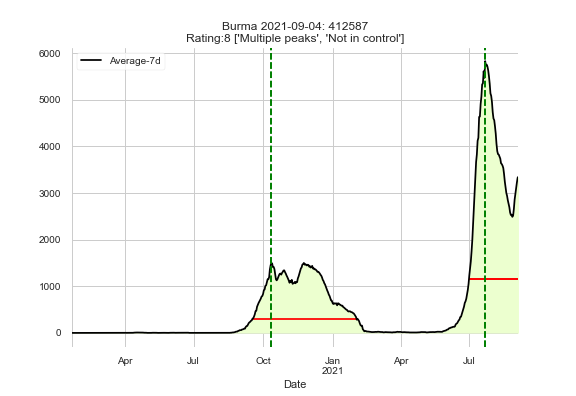 Burma 2021-09-04: 412587
Rating:8 ['Multiple peaks', 'Not in control']
Average-7d
6000
5000
4000
3000
2000
1000
0
Apr
Jul
Oct
Jan
2021
Apr
Jul
Date